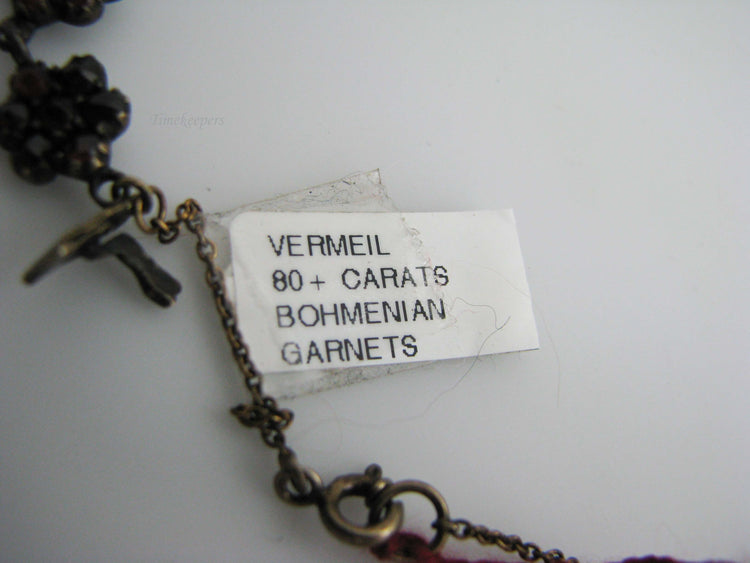 Timekeepers
VERMEIL
80+ CARATS
BOHMENIAN
GARNETS